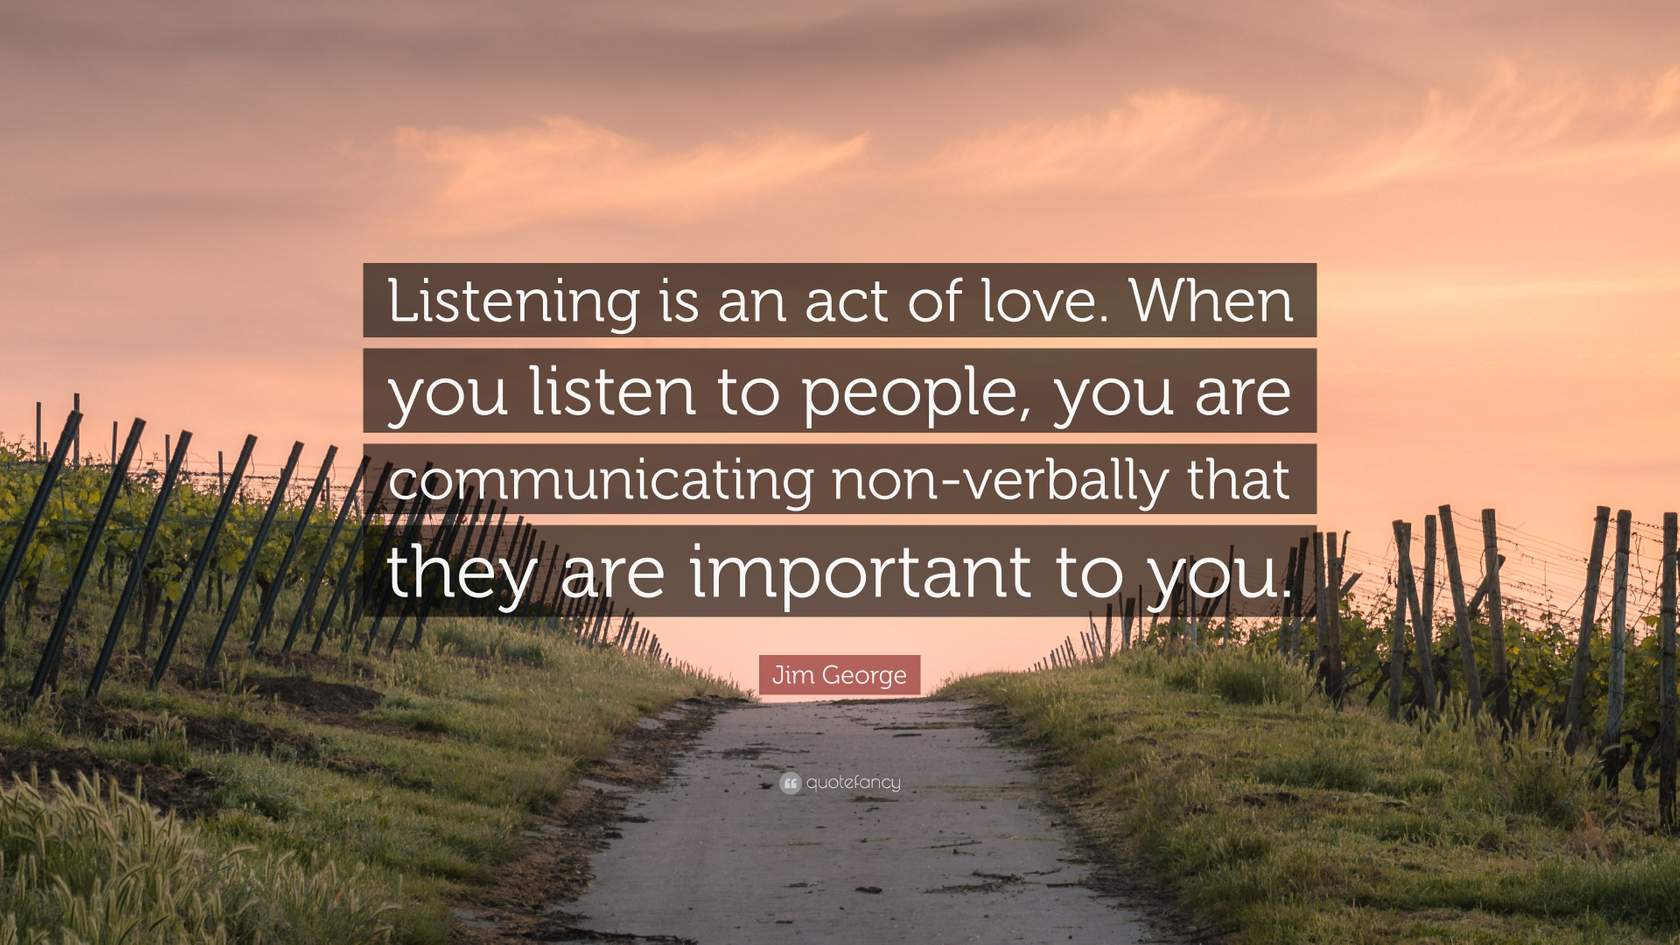 Listening is an act of love. When
you listen to people, you are
communicating non-verbally that
they are important to you.
Jim George
quotefancy